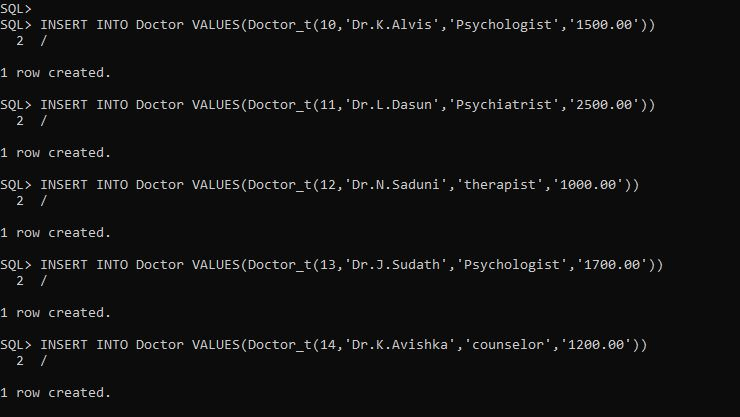 SQL>
SQL> INSERT INTO Doctor VALUES(Doctor_t(10,'Dr.K.Alvis','Psychologist','1500.00'))
  2  /
1 row created.
SQL> INSERT INTO Doctor VALUES(Doctor_t(11,'Dr.L.Dasun','Psychiatrist','2500.00'))
  2  /
1 row created.
SQL> INSERT INTO Doctor VALUES(Doctor_t(12,'Dr.N.Saduni','therapist','1000.00'))
  2  /
1 row created.
SQL> INSERT INTO Doctor VALUES(Doctor_t(13,'Dr.J.Sudath','Psychologist','1700.00'))
  2  /
1 row created.
SQL> INSERT INTO Doctor VALUES(Doctor_t(14,'Dr.K.Avishka','counselor','1200.00'))
  2  /
1 row created.